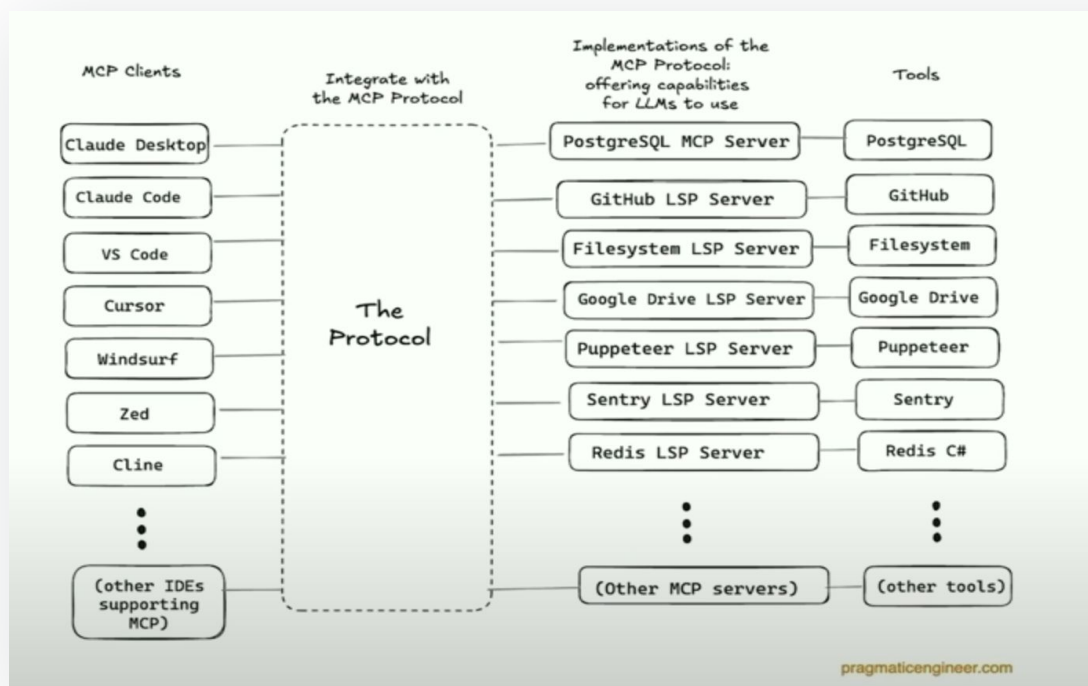 MCP Clients
Integrate with
the MCP Protocol
Implementations of the
MCP Protocol:
offering capabilities
for LLMs to use
Tools
Claude Desktop
Claude Code
VS Code
Cursor
Windsurf
Zed
Cline
(other IDEs
supporting
MCP)
The
Protocol
PostgreSQL MCP Server
GitHub LSP Server
Filesystem LSP Server
Google Drive LSP Server
Puppeteer LSP Server
Sentry LSP Server
Redis LSP Server
(Other MCP servers)
PostgreSQL
GitHub
Filesystem
Google Drive
Puppeteer
Sentry
Redis C#
(other tools)
pragmaticengineer.com